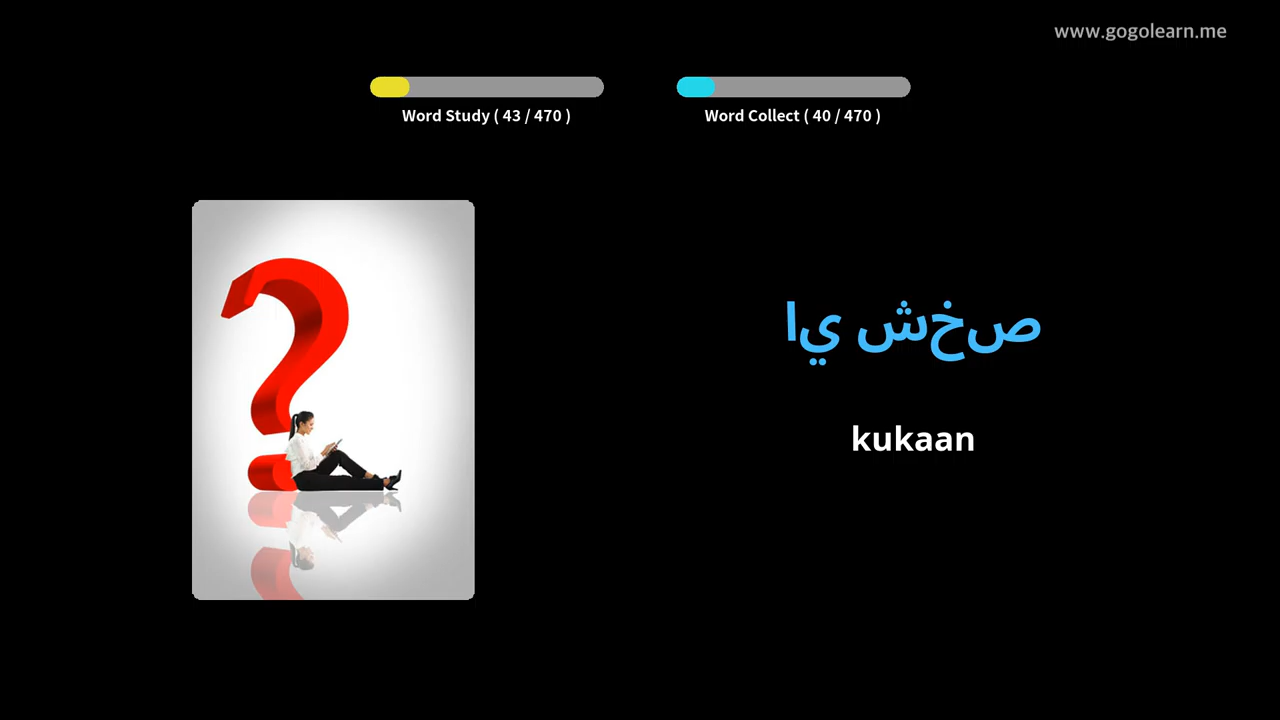 www.gogolearn.me
Word Study ( 43 / 470 )
Word Collect ( 40 / 470 )
اي شخص
kukaan